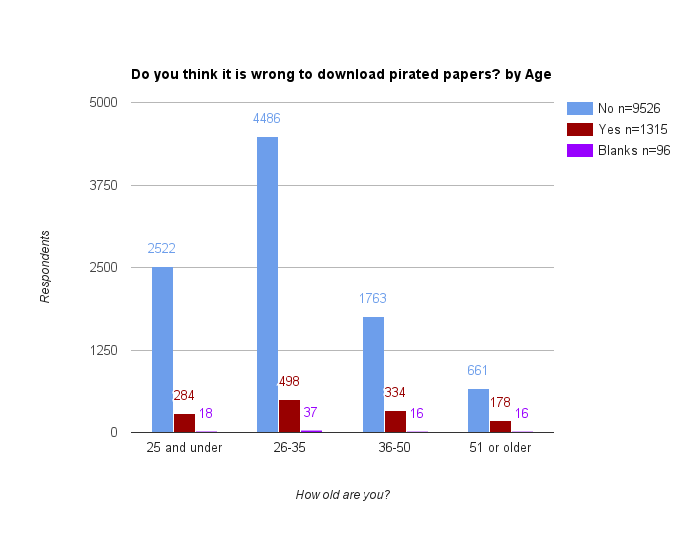 Do you think it is wrong to download pirated papers? by Age
No n=9526
Yes n=1315
Blanks n=96
Respondents
5000
3750
2500
1250
0
2522
284
18
4486
498
37
1763
334
16
661
178
16
25 and under
26-35
36-50
51 or older
How old are you?